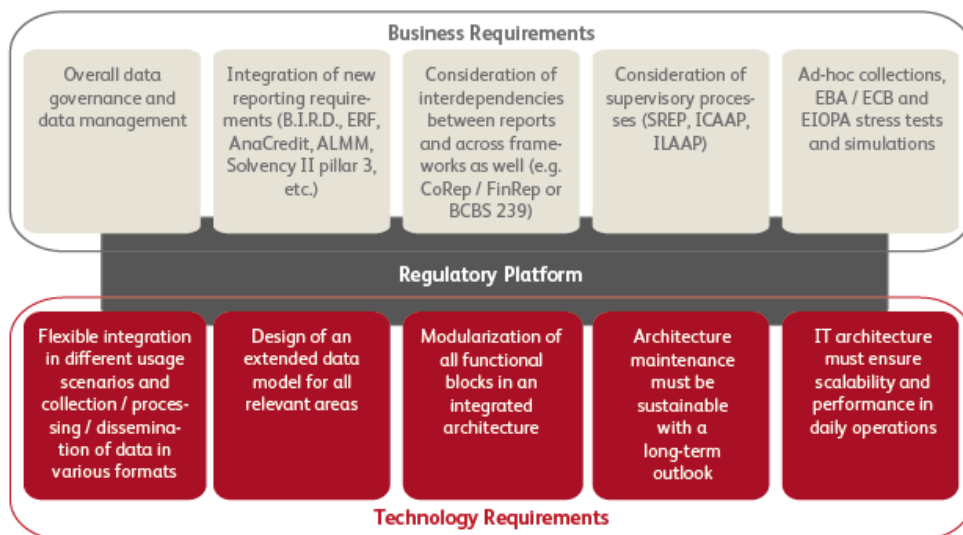 Business Requirements
Overall data
governance and
data management
Integration of new
reporting require-
ments (B.I.R.D., ERF,
AnaCredit, ALMM,
Solvency II pillar 3,
etc.)
Consideration of
interdependencies
between reports
and across frame-
works as well (e.g.
CoRep / FinRep or
BCBS 239)
Consideration of
supervisory proces-
ses (SREP, ICAAP,
ILAAP)
Ad-hoc collections,
EBA / ECB and
EIOPA stress tests
and simulations
Regulatory Platform
Flexible integration
in different usage
scenarios and
collection / proces-
sing / dissemina-
tion of data in
various formats
Design of an
extended data
model for all
relevant areas
Modularization of
all functional
blocks in an
integrated
architecture
Architecture
maintenance
must be
sustainable
with a
long-term
outlook
IT architecture
must ensure
scalability and
performance in
daily operations
Technology Requirements